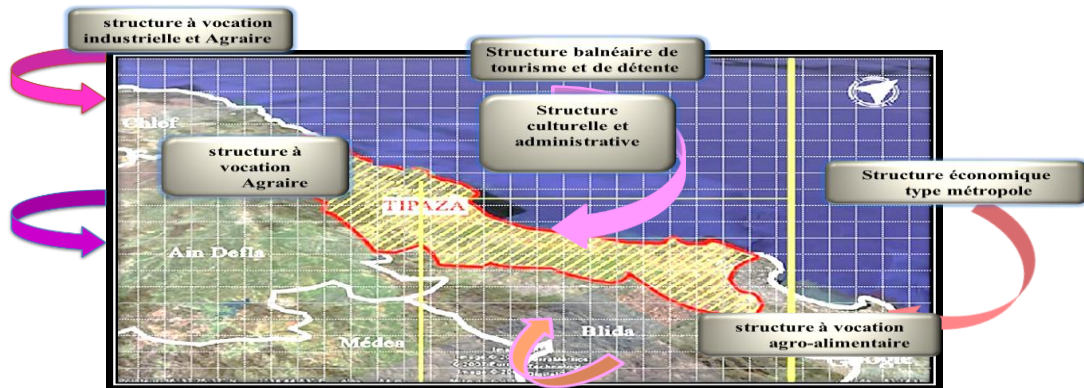 structure à vocation
industrielle et Agraire
Structure balnéaire de
tourisme et de détente
Structure
culturelle et
administrative
Chlef
structure à
vocation
Agraire
Structure économique
type métropole
TIPAZA
Ain Defla
Blida
structure à vocation
agro-alimentaire
Médea